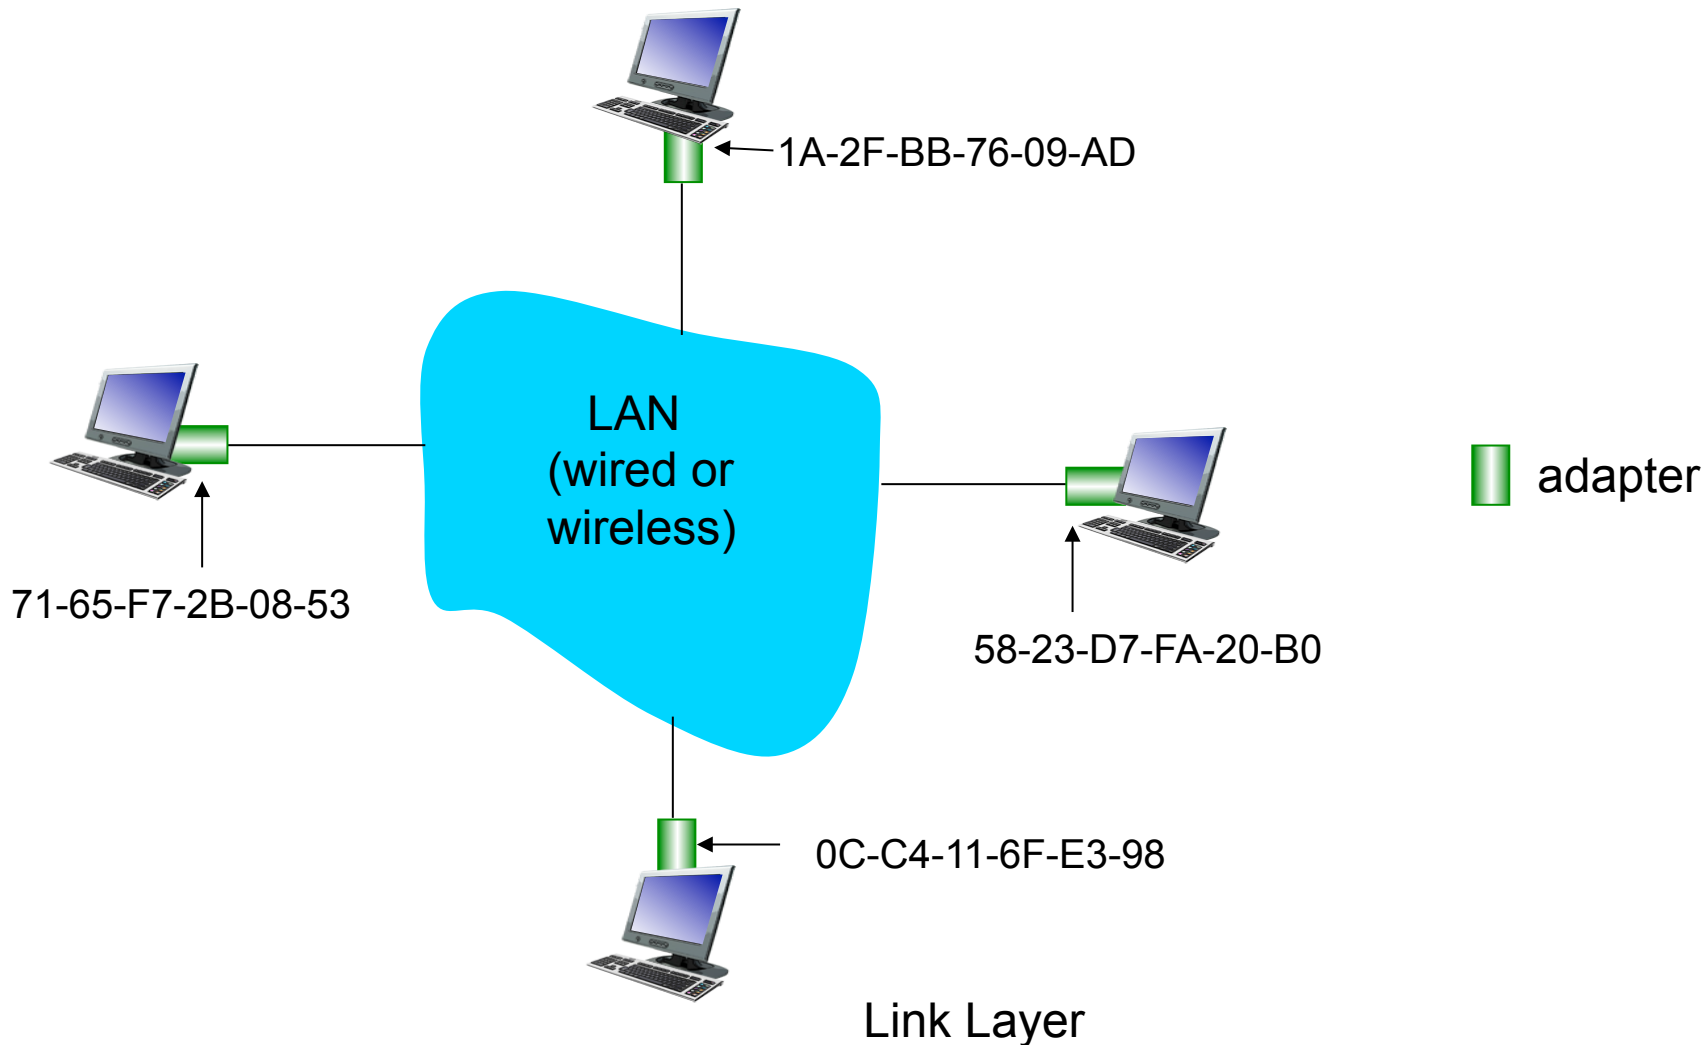 1A-2F-BB-76-09-AD
LAN
(wired or
wireless)
adapter
71-65-F7-2B-08-53
58-23-D7-FA-20-B0
0C-C4-11-6F-E3-98
Link Layer